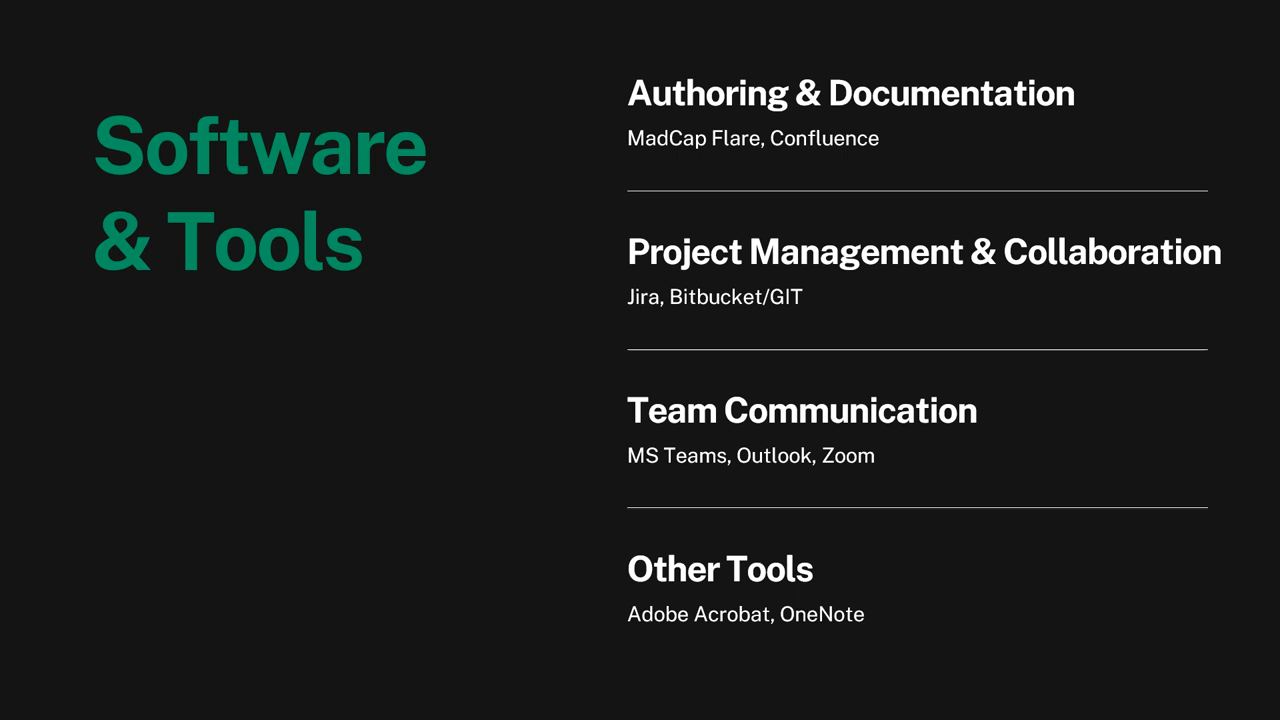 Software
& Tools
Authoring & Documentation
MadCap Flare, Confluence
Project Management & Collaboration
Jira, Bitbucket/GIT
Team Communication
MS Teams, Outlook, Zoom
Other Tools
Adobe Acrobat, OneNote